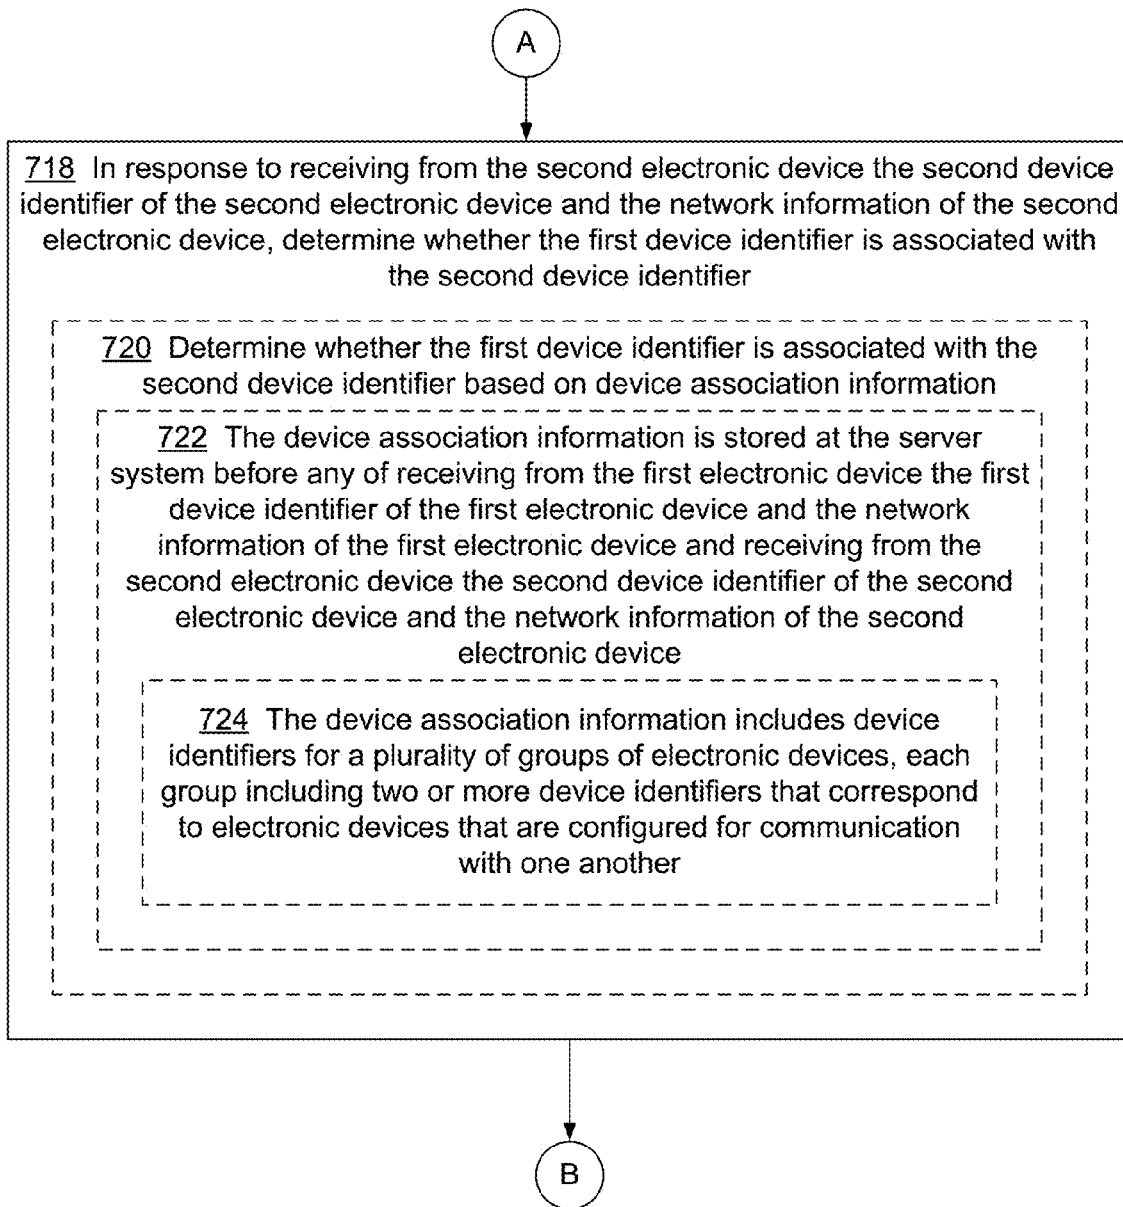 A
718 In response to receiving from the second electronic device the second device
identifier of the second electronic device and the network information of the second
electronic device, determine whether the first device identifier is associated with
the second device identifier
720 Determine whether the first device identifier is associated with the
second device identifier based on device association information
722 The device association information is stored at the server
system before any of receiving from the first electronic device the first
device identifier of the first electronic device and the network
information of the first electronic device and receiving from the
second electronic device the second device identifier of the second
electronic device and the network information of the second
electronic device
724 The device association information includes device
identifiers for a plurality of groups of electronic devices, each
group including two or more device identifiers that correspond
to electronic devices that are configured for communication
with one another
B